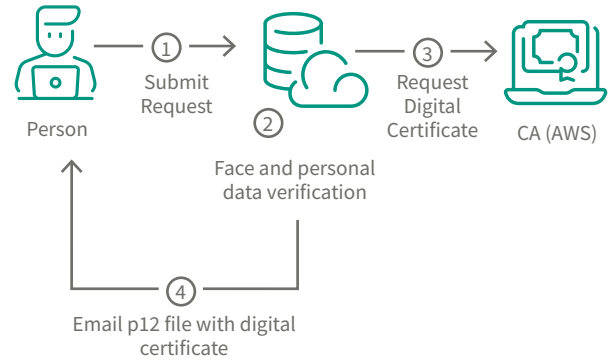 1
Submit
Request
Person
2
Face and personal
data verification
3
Request
Digital
Certificate
CA (AWS)
4
Email p12 file with digital
certificate